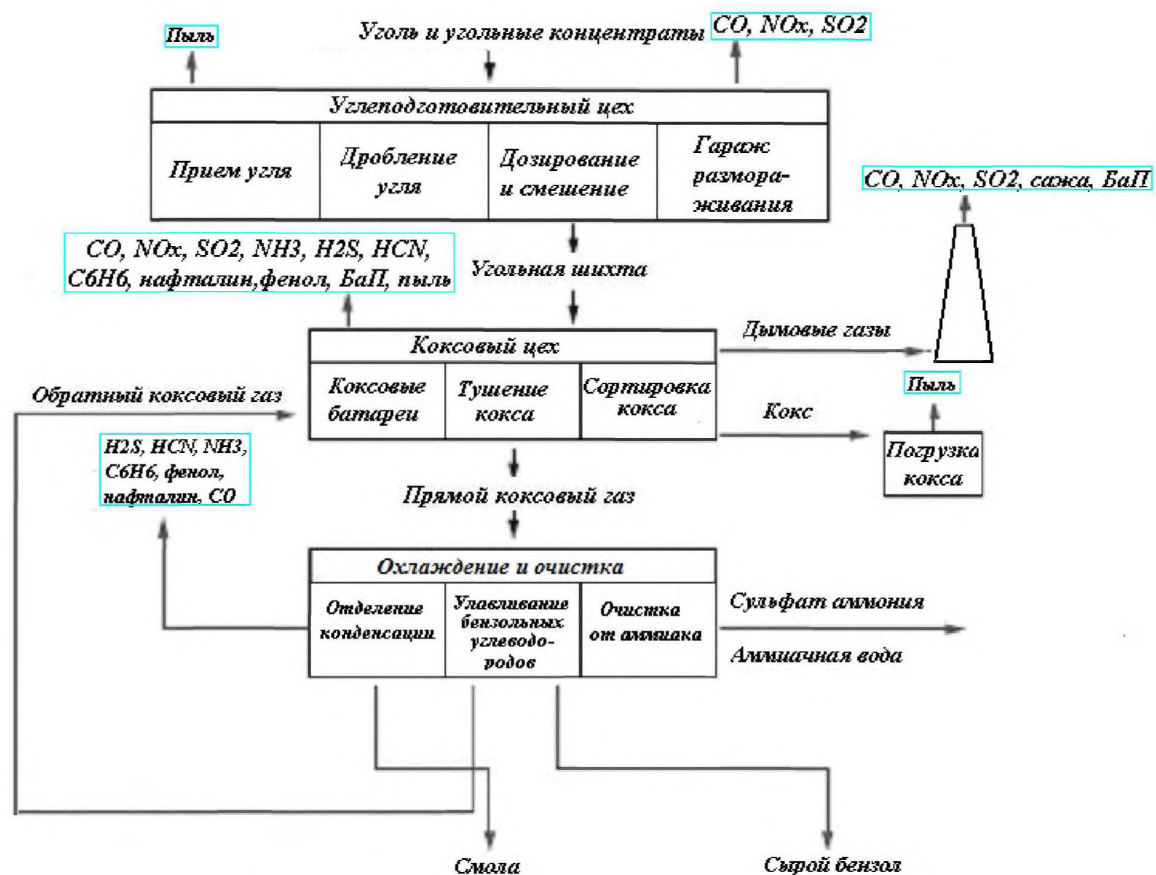 Пыль
Уголь и угольные концентраты
CO, NOx, SO2
Углеподготовительный цех
Прием угля
Дробление
угля
Дозирование
и смешение
Гараж
размора-
живания
CO, NOx, SO2, сажа, БаП
CO, NOx, SO2, NH3, H2S, HCN,
C6H6, нафталин,фенол, БаП, пыль
Угольная шихта
Коксовый цех
Коксовые
батареи
Тушение
кокса
Сортировка
кокса
Дымовые газы
Обратный коксовый газ
Кокс
Пыль
Погрузка
кокса
H2S, HCN, NH3,
C6H6, фенол,
нафталин, CO
Прямой коксовый газ
Охлаждение и очистка
Отделение
конденсации
Улавливание
бензольных
углеводо-
родов
Очистка
от аммиака
Сульфат аммония
Аммиачная вода
Смола
Сырой бензол